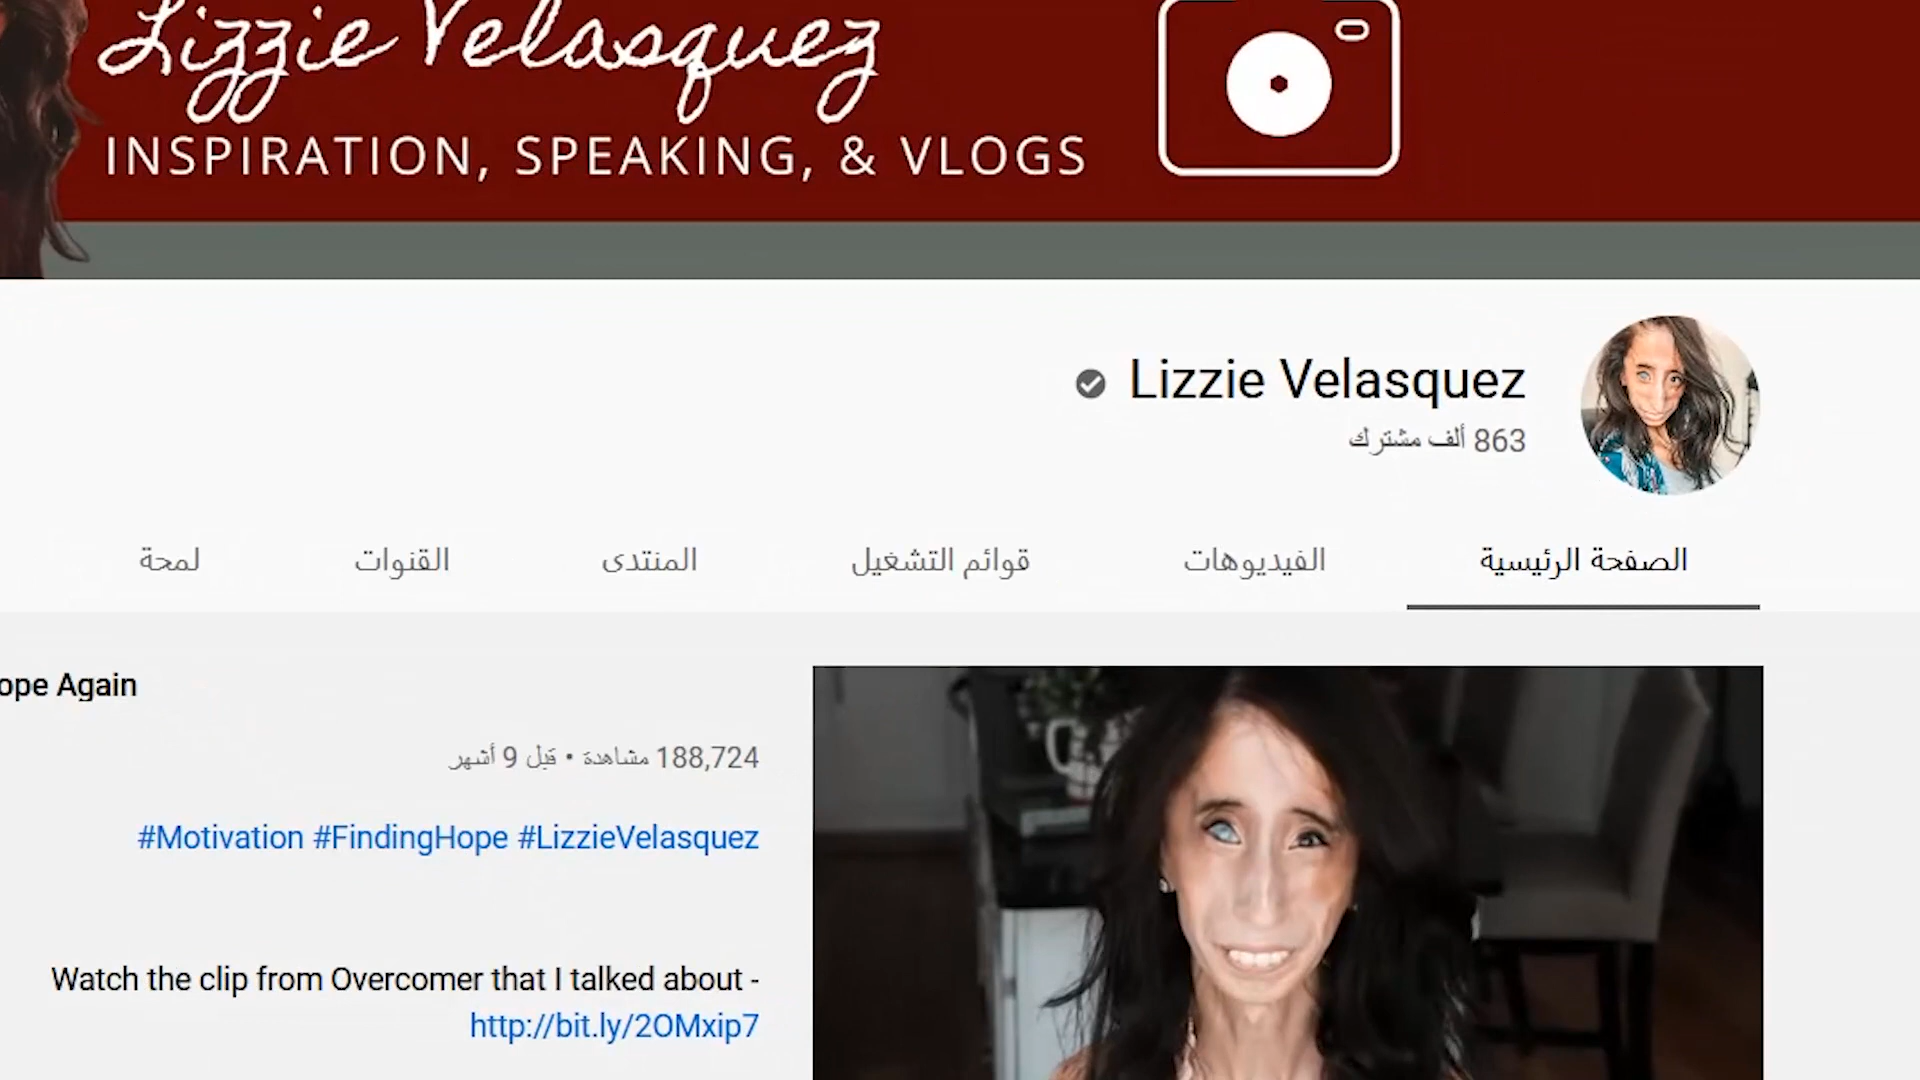 Lizzie Velasquez
INSPIRATION, SPEAKING, & VLOGS
Lizzie Velasquez
863 ألف مشترك
الصفحة الرئيسية الفيديوهات قوائم التشغيل المنتدى القنوات لمحة
ope Again
188,724 مشاهدة • قبل 9 أشهر
#Motivation #FindingHope #LizzieVelasquez
Watch the clip from Overcomer that I talked about -
http://bit.ly/2OMxip7